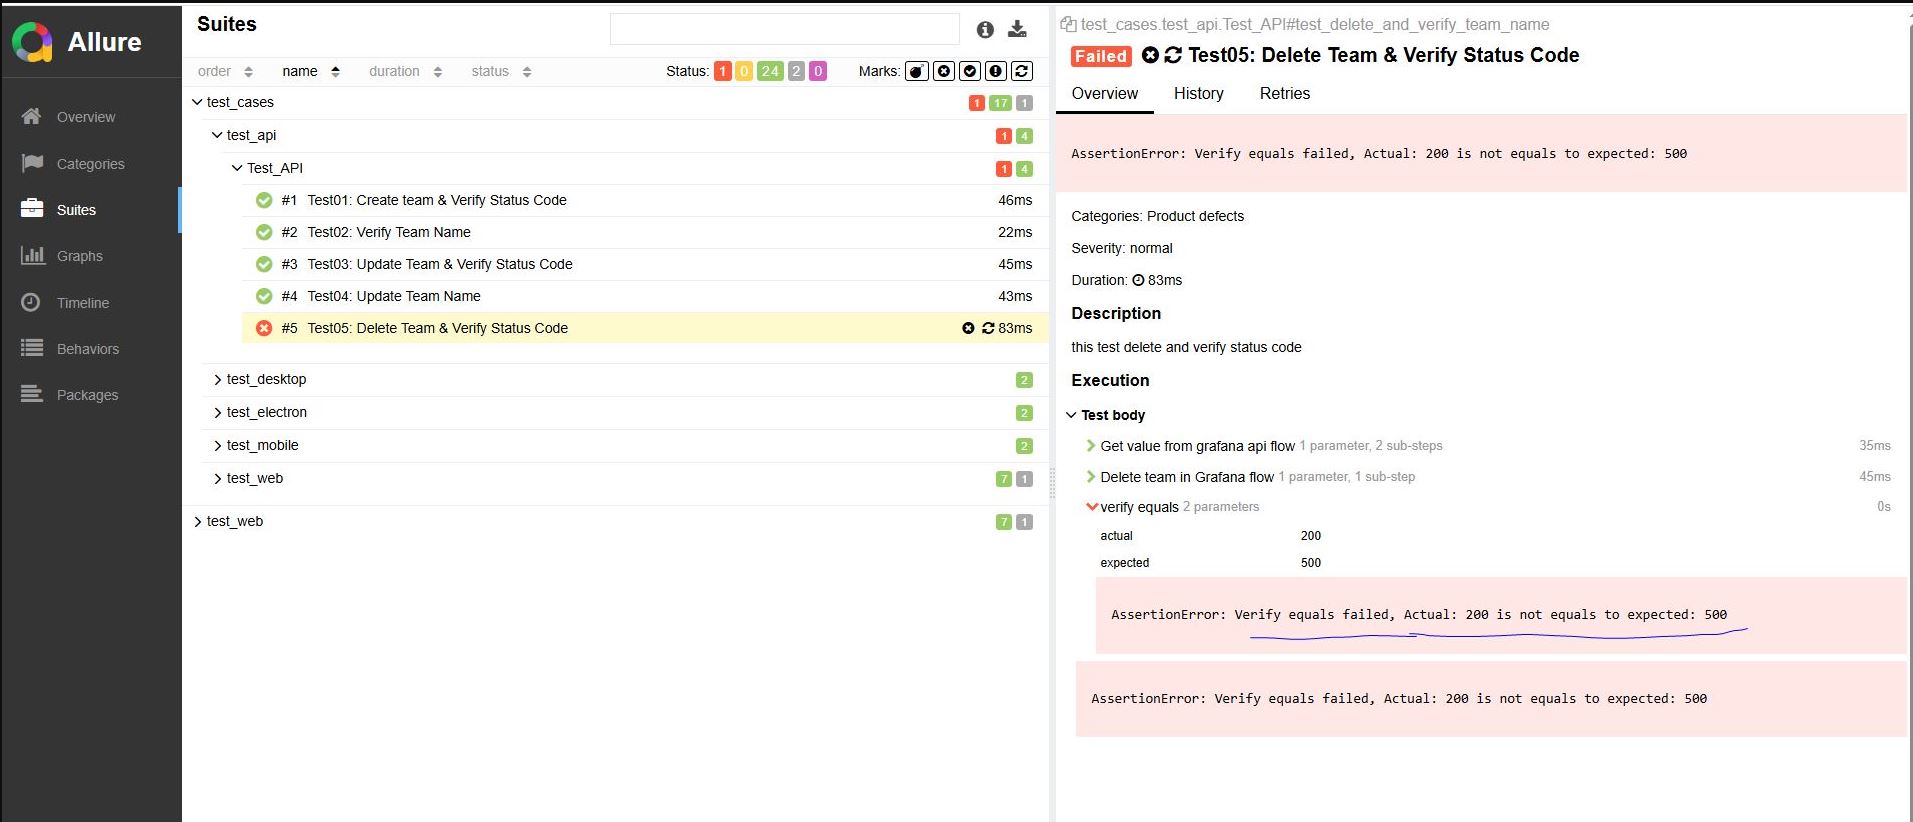 Allure
Overview
Categories
Suites
Graphs
Timeline
Behaviors
Packages
Suites
order name duration status Status: 1 0 24 2 0 Marks:
test_cases 1 17 1
test_api 1 4
Test_API 1 4
#1 Test01: Create team & Verify Status Code 46ms
#2 Test02: Verify Team Name 22ms
#3 Test03: Update Team & Verify Status Code 45ms
#4 Test04: Update Team Name 43ms
#5 Test05: Delete Team & Verify Status Code 83ms
test_desktop 2
test_electron 2
test_mobile 2
test_web 7 1
test_web 7 1
test_cases.test_api.Test_API#test_delete_and_verify_team_name
Failed Test05: Delete Team & Verify Status Code
Overview History Retries
AssertionError: Verify equals failed, Actual: 200 is not equals to expected: 500
Categories: Product defects
Severity: normal
Duration: 83ms
Description
this test delete and verify status code
Execution
Test body
Get value from grafana api flow 1 parameter, 2 sub-steps 35ms
Delete team in Grafana flow 1 parameter, 1 sub-step 45ms
verify equals 2 parameters 0s
actual 200
expected 500
AssertionError: Verify equals failed, Actual: 200 is not equals to expected: 500
AssertionError: Verify equals failed, Actual: 200 is not equals to expected: 500